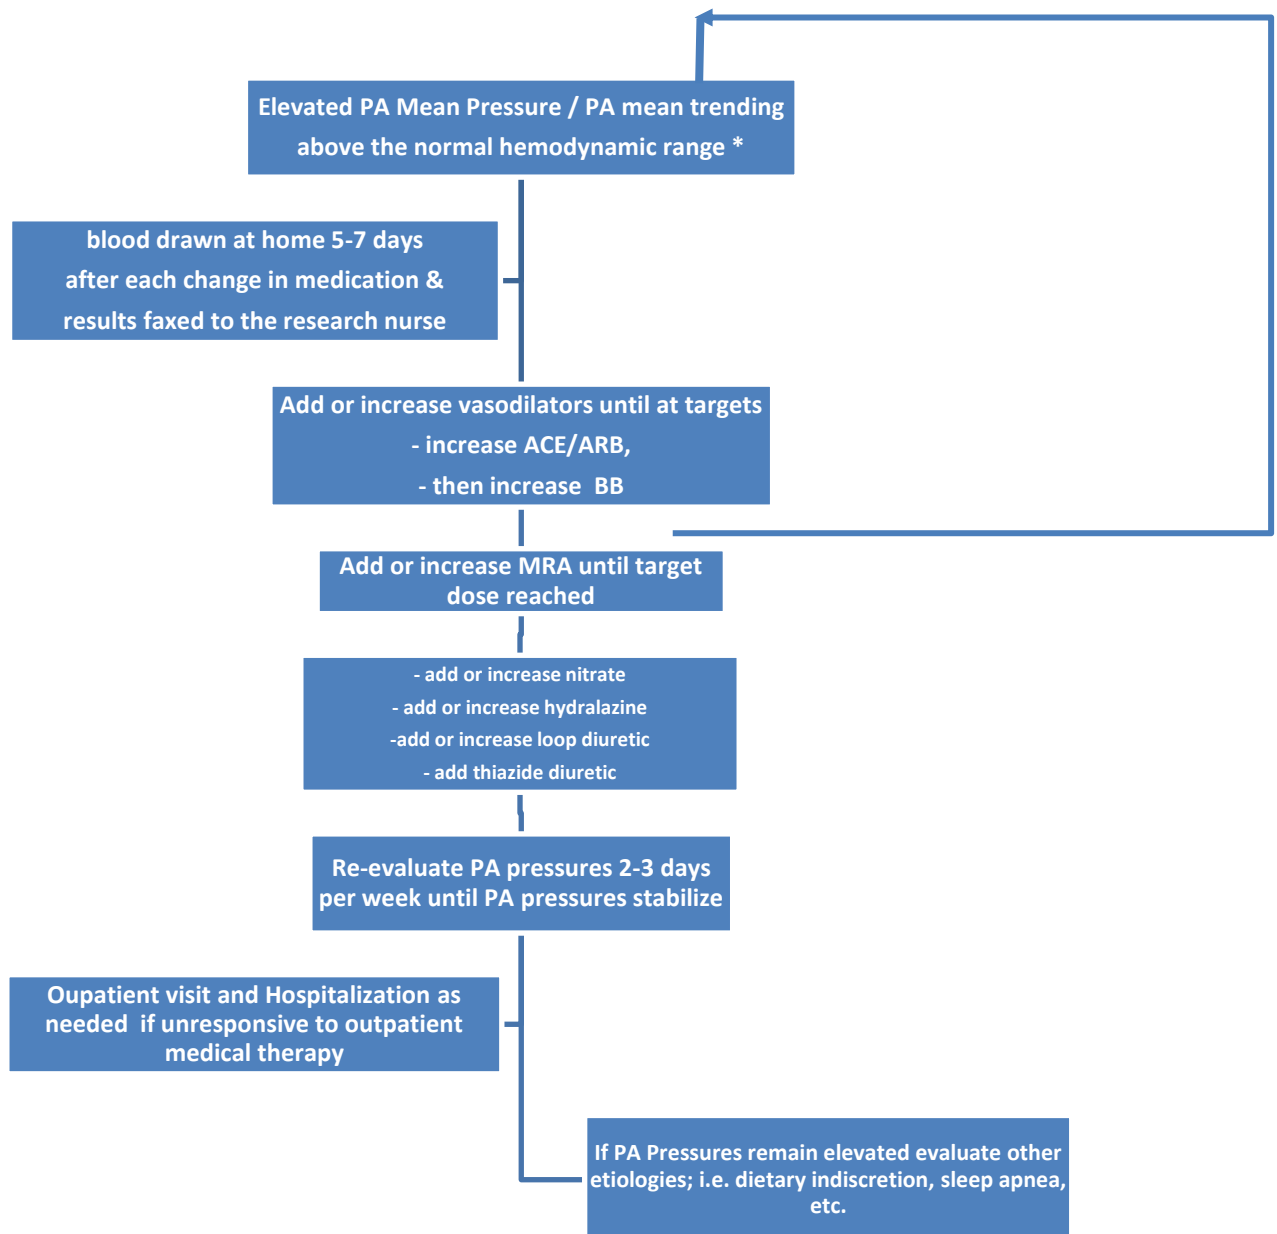 Elevated PA Mean Pressure / PA mean trending
above the normal hemodynamic range *
blood drawn at home 5-7 days
after each change in medication &
results faxed to the research nurse
Add or increase vasodilators until at targets
- increase ACE/ARB,
- then increase BB
Add or increase MRA until target
dose reached
- add or increase nitrate
- add or increase hydralazine
-add or increase loop diuretic
- add thiazide diuretic
Re-evaluate PA pressures 2-3 days
per week until PA pressures stabilize
Oupatient visit and Hospitalization as
needed if unresponsive to outpatient
medical therapy
If PA Pressures remain elevated evaluate other
etiologies; i.e. dietary indiscretion, sleep apnea,
etc.